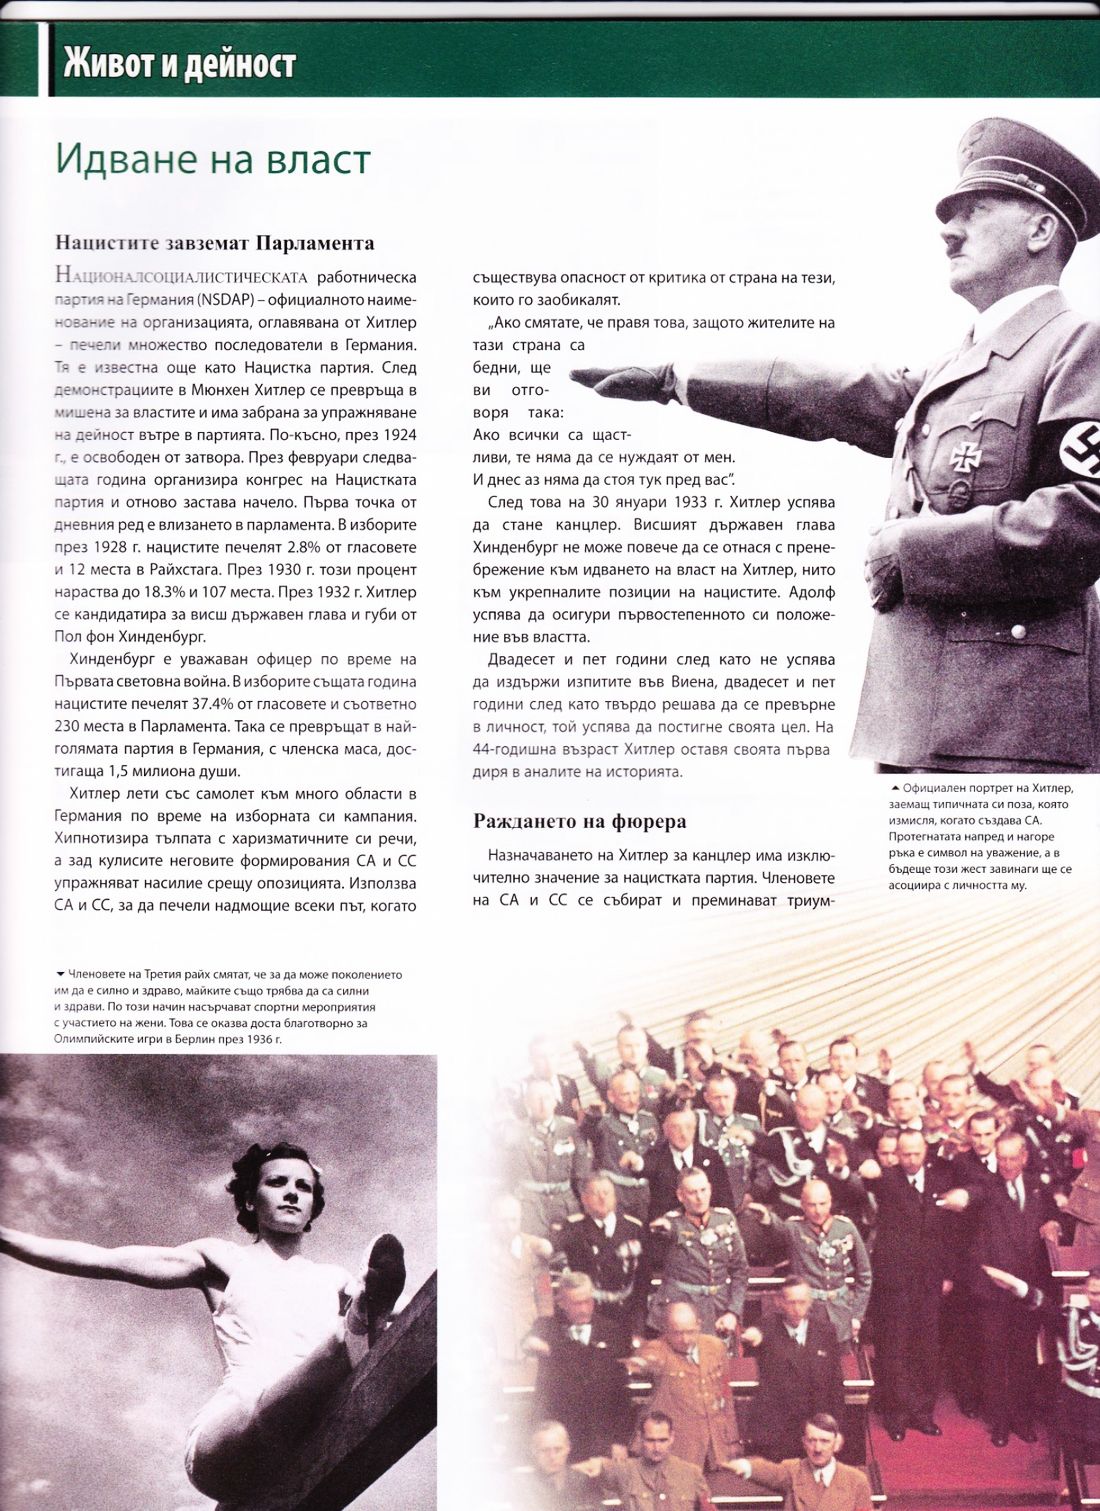 Живот и дейност
Идване на власт
Нацистите завземат Парламента
НАЦИОНАЛСОЦИАЛИСТИЧЕСКАТА работническа
партия на Германия (NSDAP) – официалното наиме-
нование на организацията, оглавявана от Хитлер
– печели множество последователи в Германия.
Тя е известна още като Нацистка партия. След
демонстрациите в Мюнхен Хитлер се превръща в
мишена за властите и има забрана за упражняване
на дейност вътре в партията. По-късно, през 1924
г., е освободен от затвора. През февруари следва-
щата година организира конгрес на Нацистката
партия и отново застава начело. Първа точка от
дневния ред е влизането в парламента. В изборите
през 1928 г. нацистите печелят 2.8% от гласовете
и 12 места в Райхстага. През 1930 г. този процент
нараства до 18.3% и 107 места. През 1932 г. Хитлер
се кандидатира за висш държавен глава и губи от
Пол фон Хинденбург.
Хинденбург е уважаван офицер по време на
Първата световна война. В изборите същата година
нацистите печелят 37.4% от гласовете и съответно
230 места в Парламента. Така се превръщат в най-
голямата партия в Германия, с членска маса, дос-
тигаща 1,5 милиона души.
Хитлер лети със самолет към много области в
Германия по време на изборната си кампания.
Хипнотизира тълпата с харизматичните си речи,
а зад кулисите неговите формирования СА и СС
упражняват насилие срещу опозицията. Използва
СА и СС, за да печели надмощие всеки път, когато
съществува опасност от критика от страна на тези,
които го заобикалят.
„Ако смятате, че правя това, защото жителите на
тази страна са
бедни, ще
ви отго-
воря така:
Ако всички са щаст-
ливи, те няма да се нуждаят от мен.
И днес аз няма да стоя тук пред вас“.
След това на 30 януари 1933 г. Хитлер успява
да стане канцлер. Висшият държавен глава
Хинденбург не може повече да се отнася с прене-
брежение към идването на власт на Хитлер, нито
към укрепналите позиции на нацистите. Адолф
успява да осигури първостепенното си положе-
ние във властта.
Двадесет и пет години след като не успява
да издържи изпитите във Виена, двадесет и пет
години след като твърдо решава да се превърне
в личност, той успява да постигне своята цел. На
44-годишна възраст Хитлер оставя своята първа
диря в аналите на историята.
Раждането на фюрера
Назначаването на Хитлер за канцлер има изклю-
чително значение за нацистката партия. Членовете
на СА и СС се събират и преминават триум-
Официален портрет на Хитлер,
заемащ типичната си поза, която
измисля, когато създава СА.
Протегнатата напред и нагоре
ръка е символ на уважение, а в
бъдеще този жест завинаги ще се
асоциира с личността му.
Членовете на Третия райх смятат, че за да може поколението
им да е силно и здраво, майките също трябва да са силни
и здрави. По този начин насърчават спортни мероприятия
с участието на жени. Това се оказва доста благотворно за
Олимпийските игри в Берлин през 1936 г.